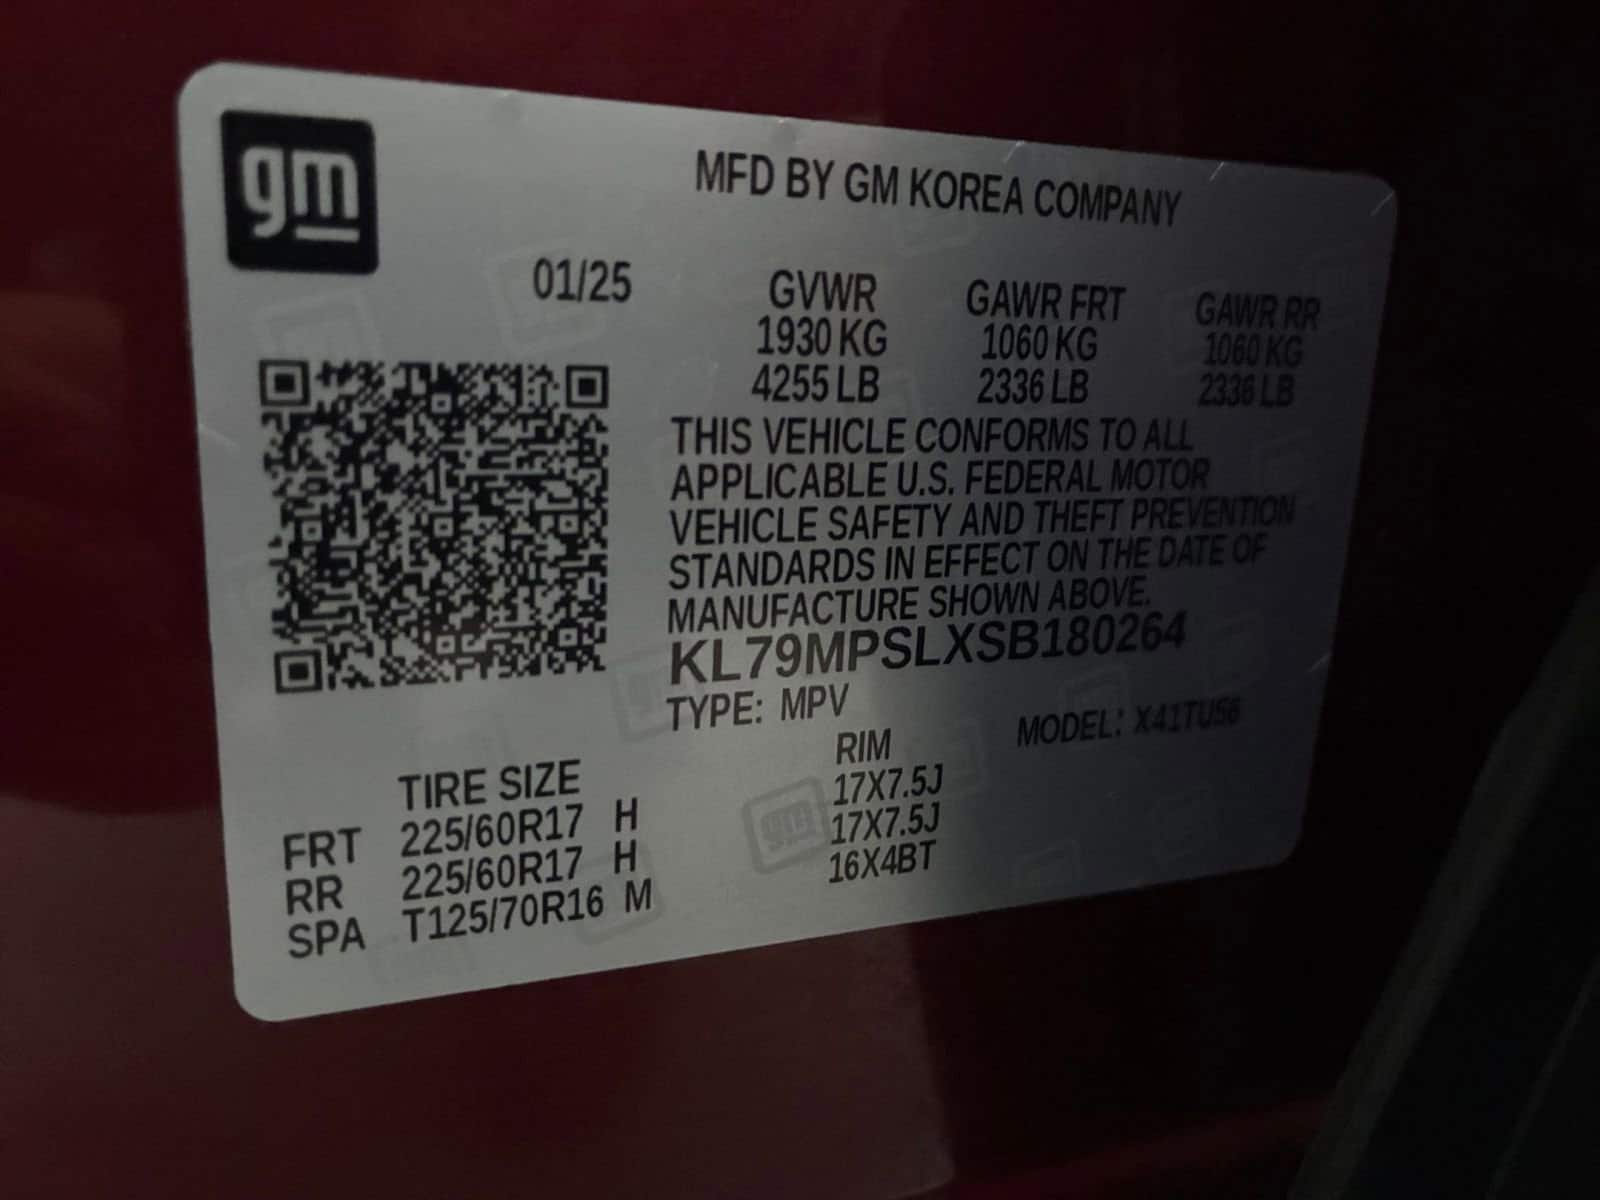 gm
MFD BY GM KOREA COMPANY
01/25
GVWR GAWR FRT GAWR RR
1930 KG 1060 KG 1060 KG
4255 LB 2336 LB 2336 LB
THIS VEHICLE CONFORMS TO ALL
APPLICABLE U.S. FEDERAL MOTOR
VEHICLE SAFETY AND THEFT PREVENTION
STANDARDS IN EFFECT ON THE DATE OF
MANUFACTURE SHOWN ABOVE.
KL79MPSLXSB180264
TYPE: MPV MODEL: X41TU56
TIRE SIZE RIM
FRT 225/60R17 H 17X7.5J
RR 225/60R17 H 17X7.5J
SPA T125/70R16 M 16X4BT